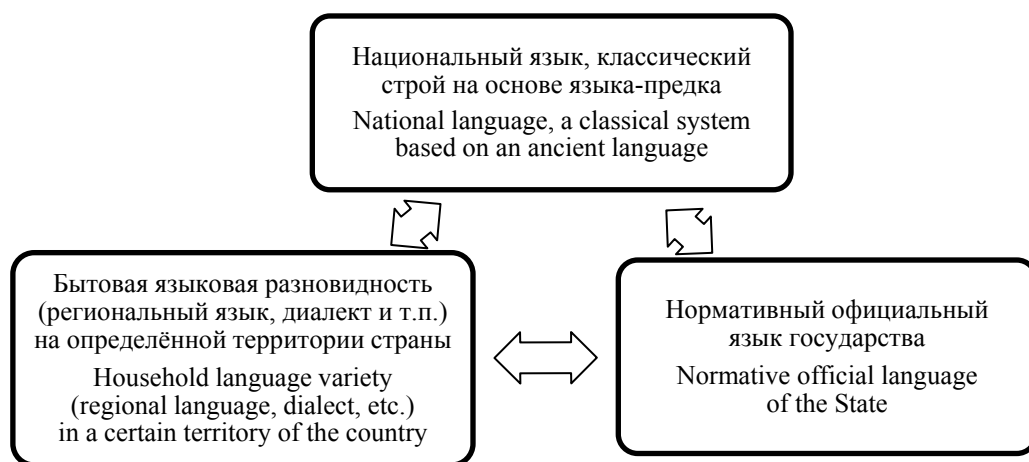 Национальный язык, классический
строй на основе языка-предка
National language, a classical system
based on an ancient language
Бытовая языковая разновидность
(региональный язык, диалект и т.п.)
на определённой территории страны
Household language variety
(regional language, dialect, etc.)
in a certain territory of the country
Нормативный официальный
язык государства
Normative official language
of the State